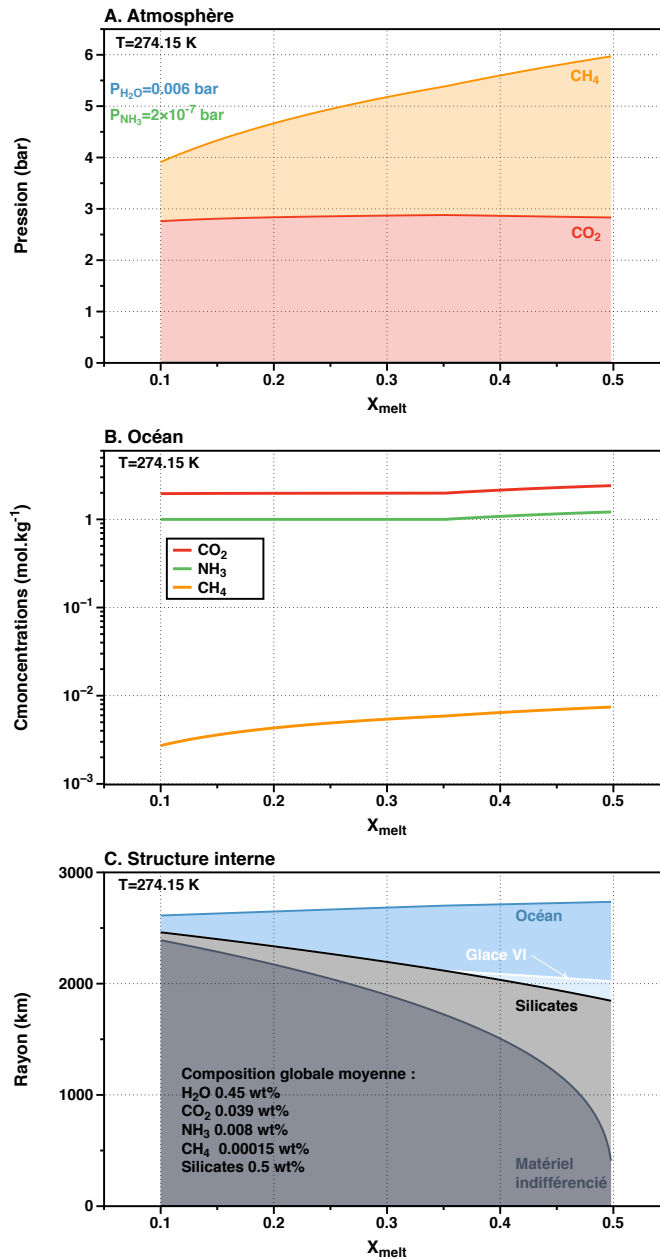 A. Atmosphère
T=274.15 K
P_H₂O=0.006 bar
P_NH₃=2×10⁻⁷ bar
CH₄
CO₂
Pression (bar)
6
5
4
3
2
1
0
0.1 0.2 0.3 0.4 0.5
X_melt
B. Océan
T=274.15 K
Cmoncentrations (mol.kg⁻¹)
1
10⁻¹
10⁻²
10⁻³
CO₂
NH₃
CH₄
0.1 0.2 0.3 0.4 0.5
X_melt
C. Structure interne
T=274.15 K
Rayon (km)
3000
2000
1000
0
Océan
Glace VI
Silicates
Composition globale moyenne :
H₂O 0.45 wt%
CO₂ 0.039 wt%
NH₃ 0.008 wt%
CH₄ 0.00015 wt%
Silicates 0.5 wt%
Matériel
indifférencié
0.1 0.2 0.3 0.4 0.5
X_melt